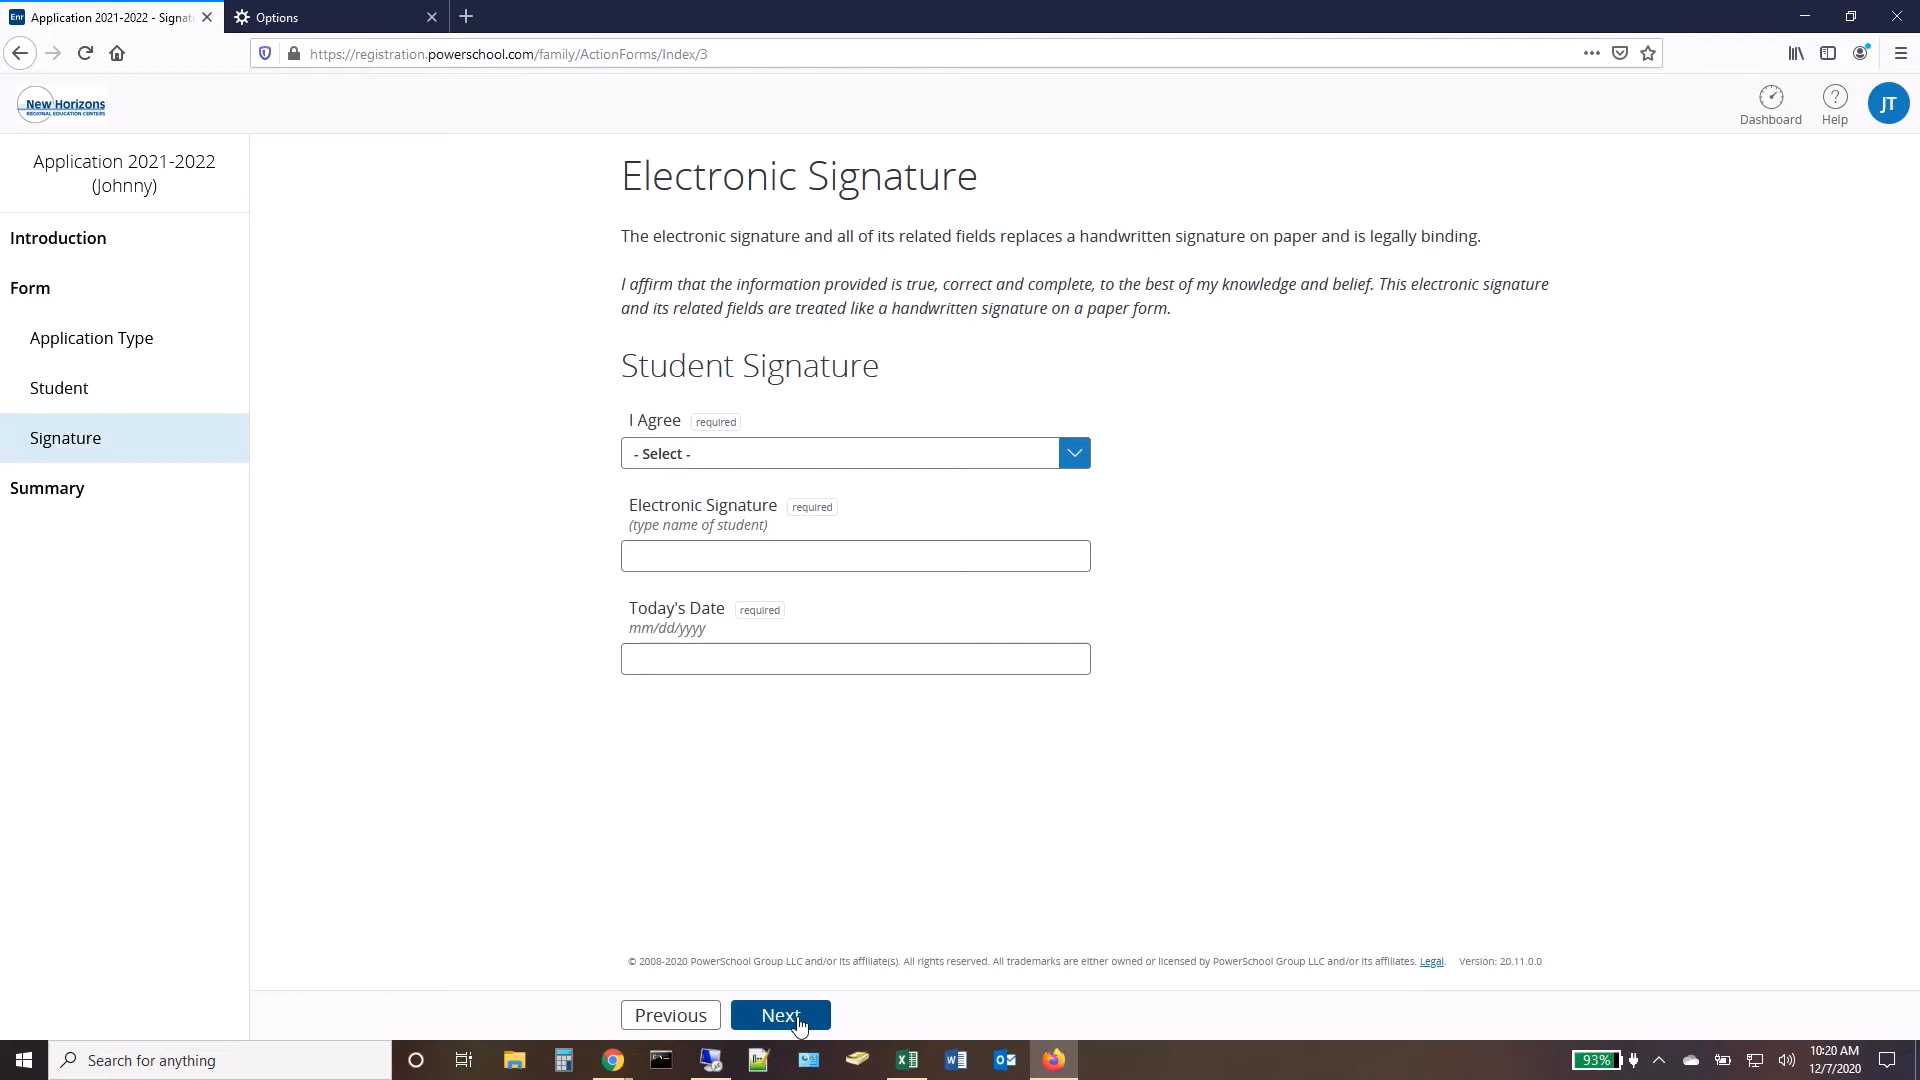 Application 2021-2022 - Signatu
Options
https://registration.powerschool.com/family/ActionForms/Index/3
New Horizons
REGIONAL EDUCATION CENTERS
Dashboard
Help
JT
Application 2021-2022
(Johnny)
Introduction
Form
Application Type
Student
Signature
Summary
Electronic Signature
The electronic signature and all of its related fields replaces a handwritten signature on paper and is legally binding.
I affirm that the information provided is true, correct and complete, to the best of my knowledge and belief. This electronic signature
and its related fields are treated like a handwritten signature on a paper form.
Student Signature
I Agree required
- Select -
Electronic Signature required
(type name of student)
Today's Date required
mm/dd/yyyy
© 2008-2020 PowerSchool Group LLC and/or its affiliate(s). All rights reserved. All trademarks are either owned or licensed by PowerSchool Group LLC and/or its affiliates. Legal. Version: 20.11.0.0
Previous
Next
Search for anything
93%
10:20 AM
12/7/2020